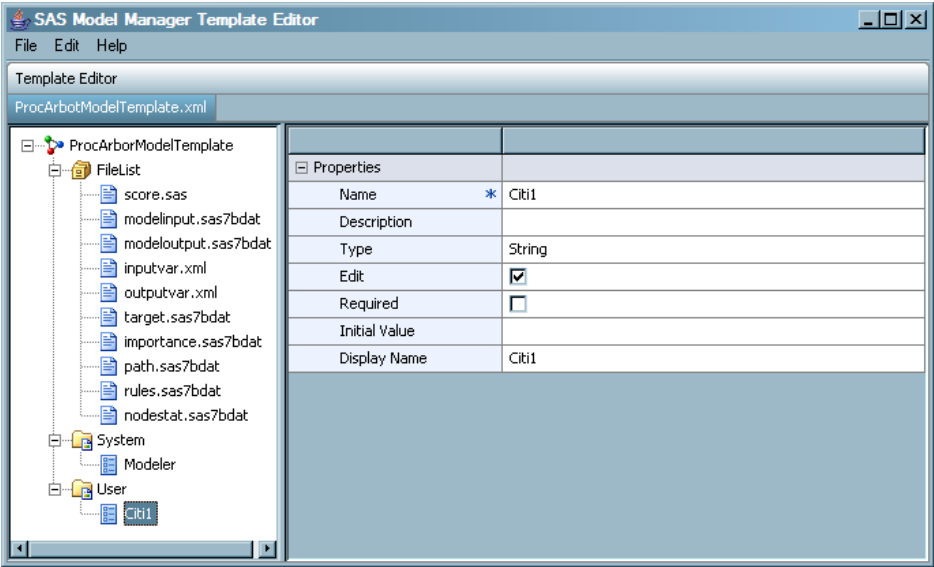 SAS Model Manager Template Editor
File Edit Help
Template Editor
ProcArbotModelTemplate.xml
ProcArborModelTemplate
FileList
score.sas
modelinput.sas7bdat
modeloutput.sas7bdat
inputvar.xml
outputvar.xml
target.sas7bdat
importance.sas7bdat
path.sas7bdat
rules.sas7bdat
nodestat.sas7bdat
System
Modeler
User
Citi1
Properties
Name * Citi1
Description
Type String
Edit
Required
Initial Value
Display Name Citi1